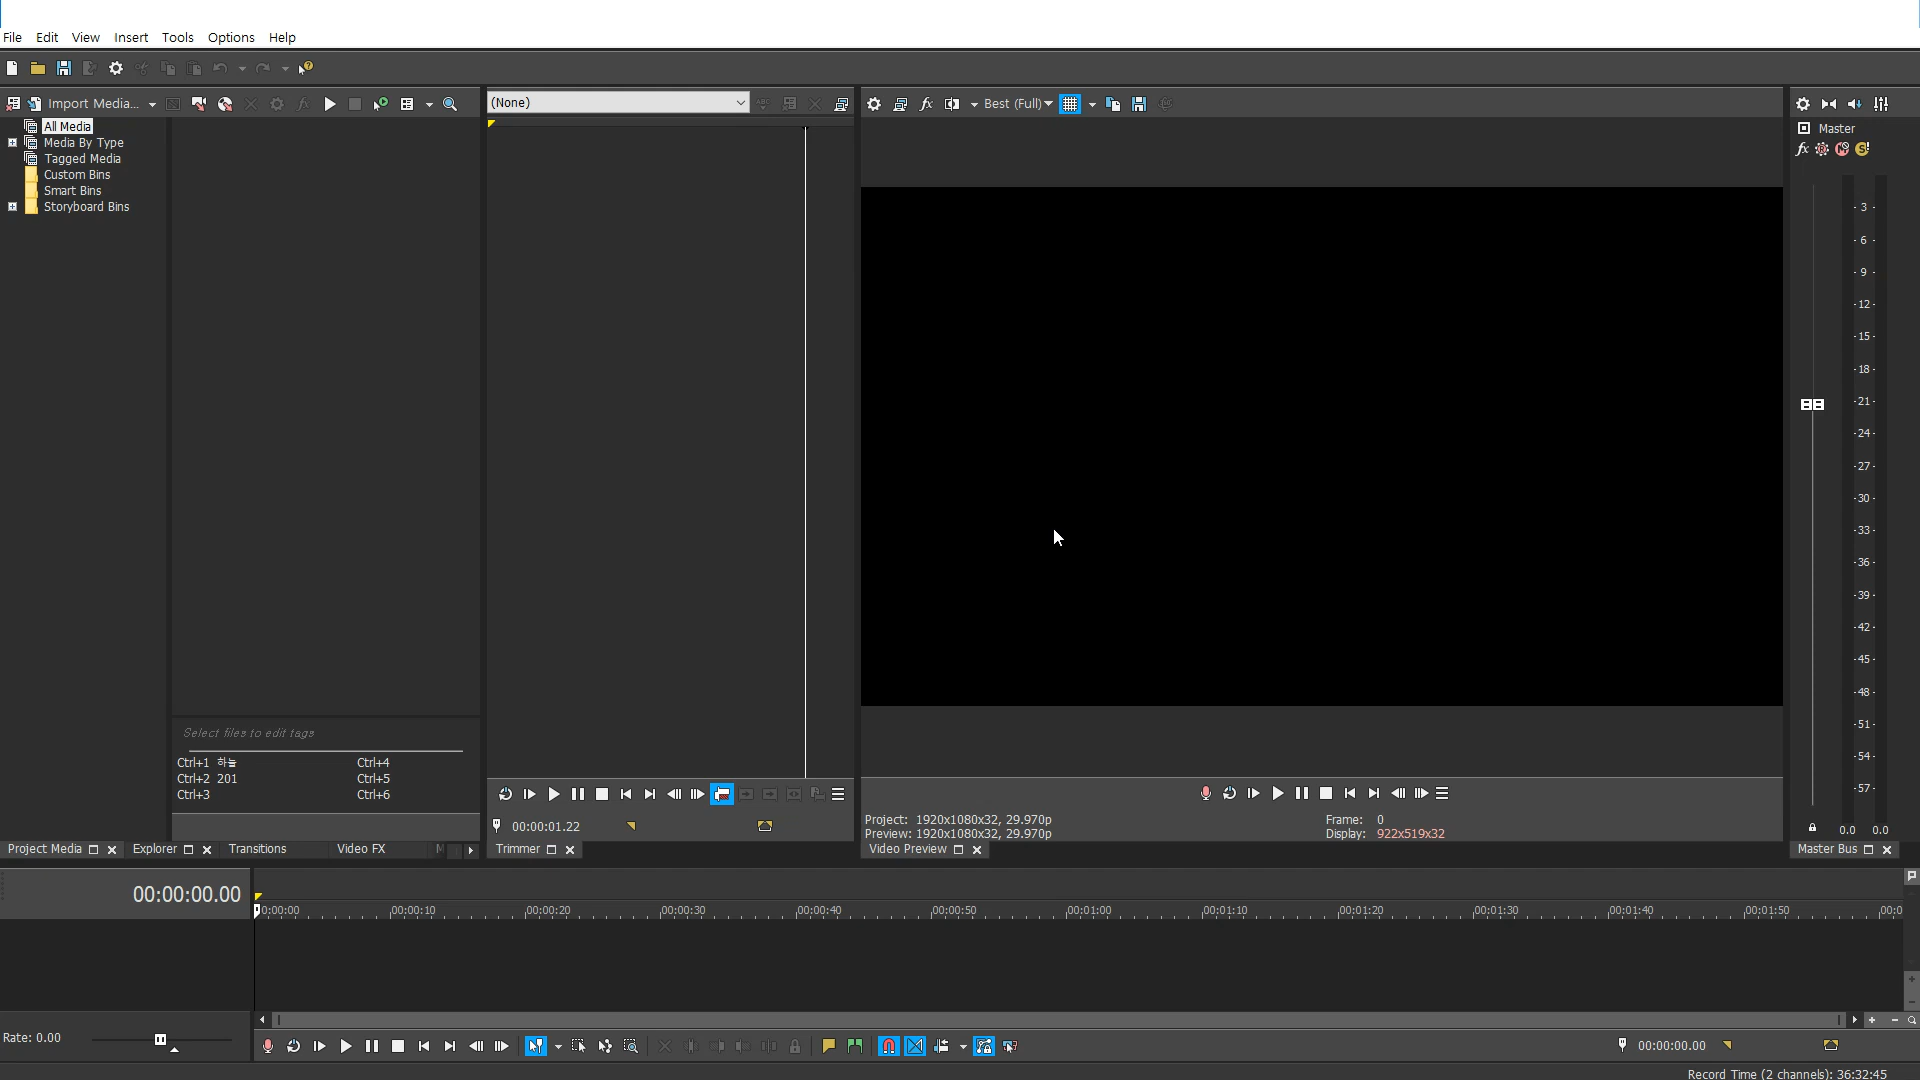 File Edit View Insert Tools Options Help
Import Media...
(None)
Best (Full)
All Media
Media By Type
Tagged Media
Custom Bins
Smart Bins
Storyboard Bins
Master
- 3 -
- 6 -
- 9 -
-12-
-15-
-18-
-21-
-24-
-27-
-30-
-33-
-36-
-39-
-42-
-45-
-48-
-51-
-54-
-57-
0.0 0.0
Select files to edit tags
Ctrl+1 하늘 Ctrl+4
Ctrl+2 201 Ctrl+5
Ctrl+3 Ctrl+6
00:00:01.22
Project: 1920x1080x32, 29.970p
Preview: 1920x1080x32, 29.970p
Frame: 0
Display: 922x519x32
Project Media Explorer Transitions Video FX
Trimmer
Video Preview
Master Bus
00:00:00.00
0:00:00 00:00:10 00:00:20 00:00:30 00:00:40 00:00:50 00:01:00 00:01:10 00:01:20 00:01:30 00:01:40 00:01:50 00:0
Rate: 0.00
00:00:00.00
Record Time (2 channels): 36:32:45